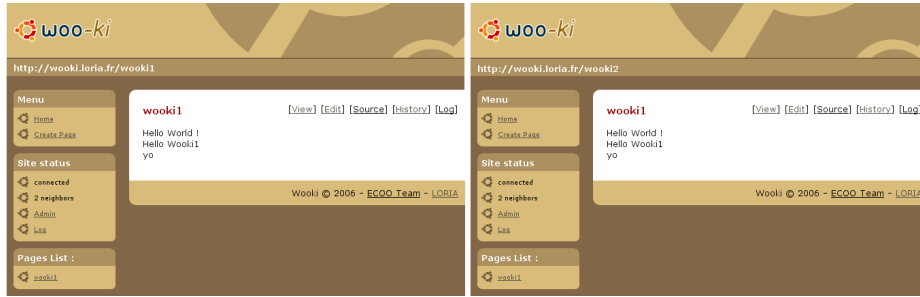 woo-ki
http://wooki.loria.fr/wooki1
Menu
Home
Create Page
Site status
connected
2 neighbors
Admin
Log
Pages List :
wooki1
wooki1
[View] [Edit] [Source] [History] [Log]
Hello World !
Hello Wooki1
yo
Wooki © 2006 - ECOO Team - LORIA
woo-ki
http://wooki.loria.fr/wooki2
Menu
Home
Create Page
Site status
connected
2 neighbors
Admin
Log
Pages List :
wooki1
wooki1
[View] [Edit] [Source] [History] [Log]
Hello World !
Hello Wooki1
yo
Wooki © 2006 - ECOO Team - LORIA